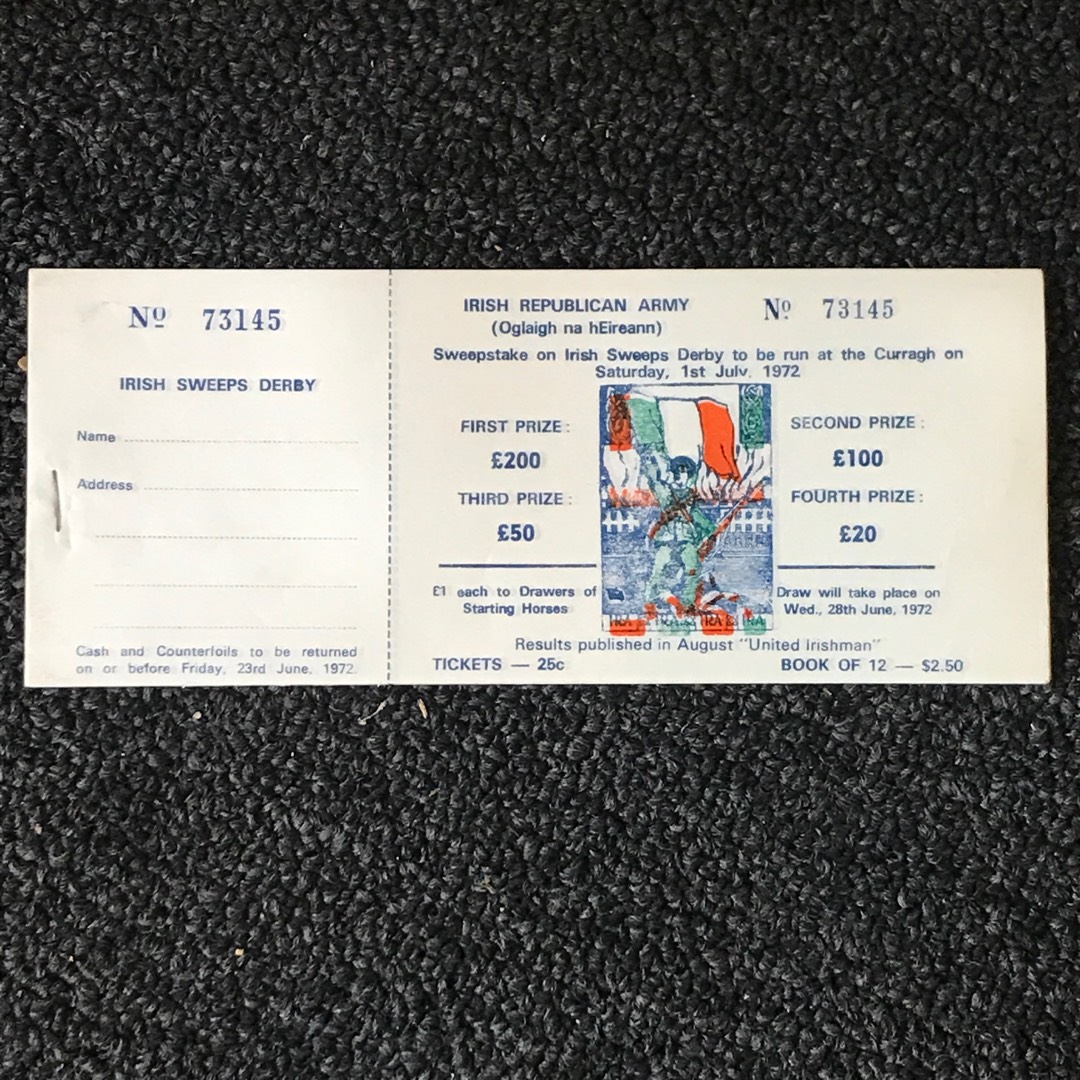 Nº 73145
IRISH SWEEPS DERBY
Name
Address
Cash and Counterfoils to be returned
on or before Friday, 23rd June, 1972.
IRISH REPUBLICAN ARMY
(Oglaigh na hEireann)
Nº 73145
Sweepstake on Irish Sweeps Derby to be run at the Curragh on
Saturday, 1st July, 1972
FIRST PRIZE :
£200
THIRD PRIZE :
£50
SECOND PRIZE :
£100
FOURTH PRIZE :
£20
£1 each to Drawers of
Starting Horses
IRA IRA IRA IRA
Draw will take place on
Wed., 28th June, 1972
Results published in August "United Irishman"
TICKETS — 25c
BOOK OF 12 — $2.50